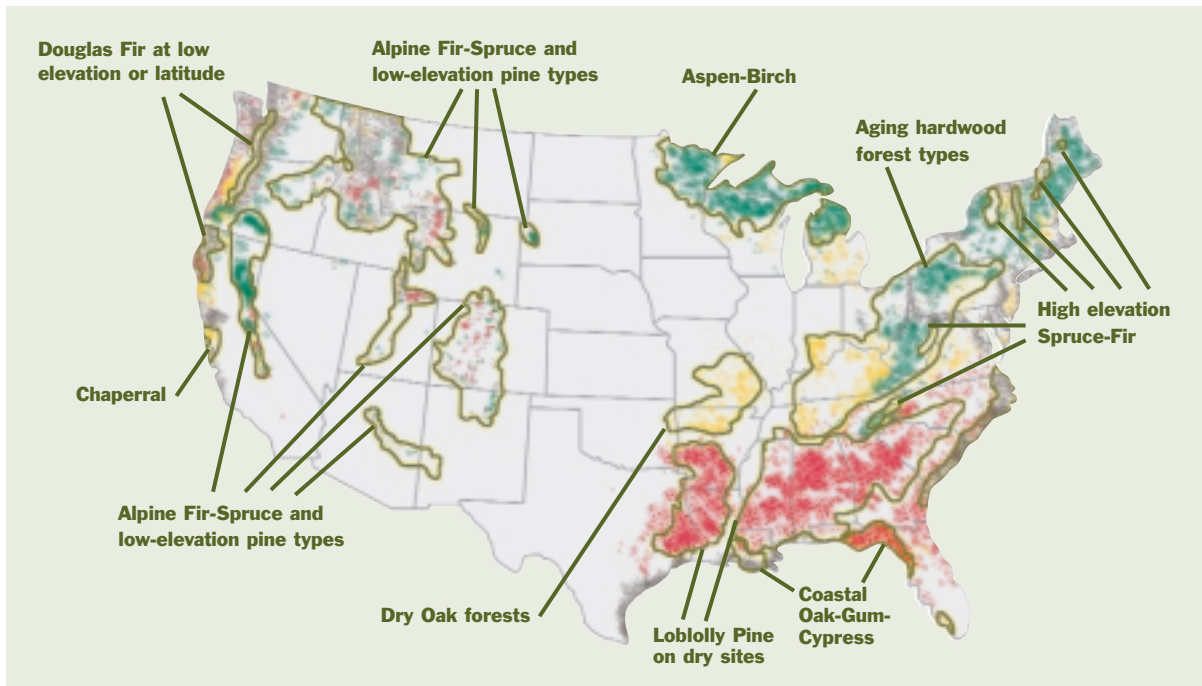 Douglas Fir at low
elevation or latitude
Alpine Fir-Spruce and
low-elevation pine types
Aspen-Birch
Aging hardwood
forest types
High elevation
Spruce-Fir
Chaperral
Alpine Fir-Spruce and
low-elevation pine types
Dry Oak forests
Loblolly Pine
on dry sites
Coastal
Oak-Gum-
Cypress